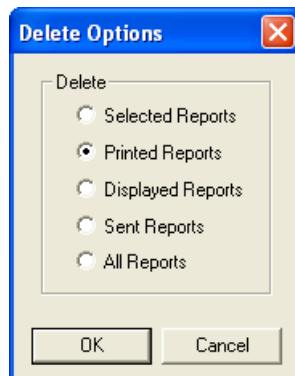 Delete Options
Delete
Selected Reports
Printed Reports
Displayed Reports
Sent Reports
All Reports
OK Cancel